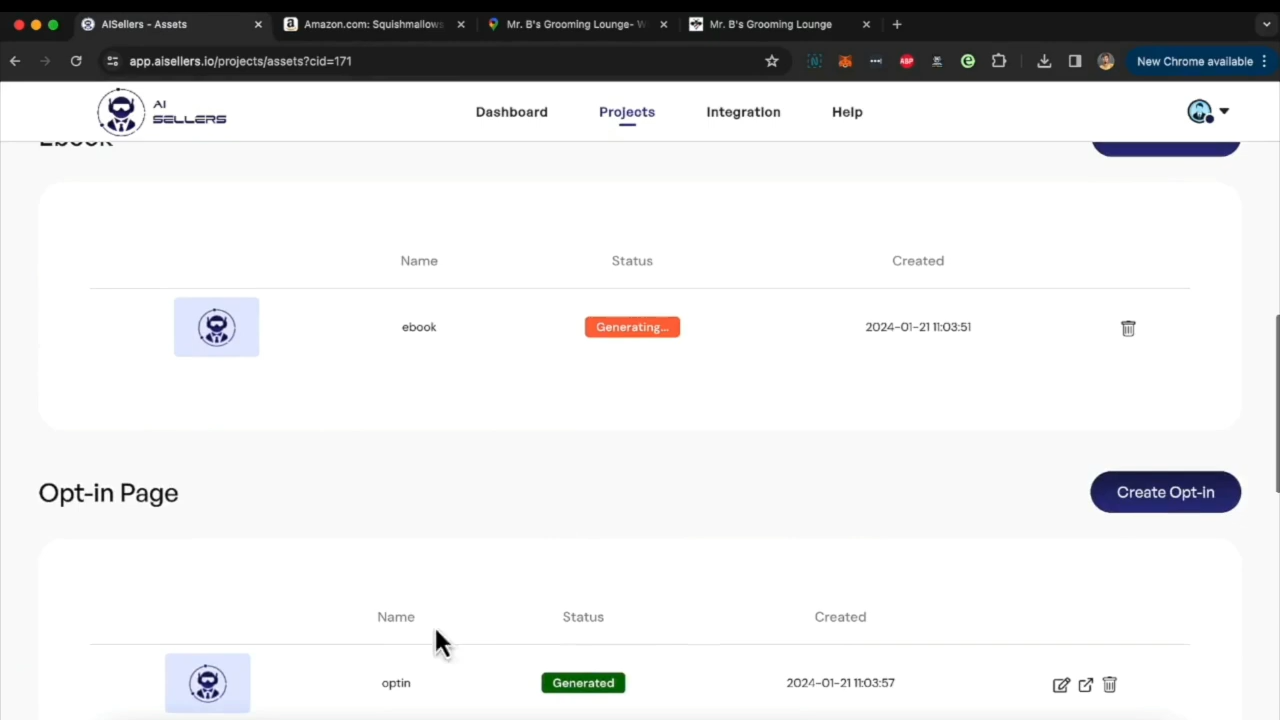 AISellers - Assets
Amazon.com: Squishmallows
Mr. B's Grooming Lounge- W
Mr. B's Grooming Lounge
app.aisellers.io/projects/assets?cid=171
ABP
New Chrome available
AI
SELLERS
Dashboard
Projects
Integration
Help
Ebook
Name
Status
Created
ebook
Generating...
2024-01-21 11:03:51
Opt-in Page
Create Opt-in
Name
Status
Created
optin
Generated
2024-01-21 11:03:57